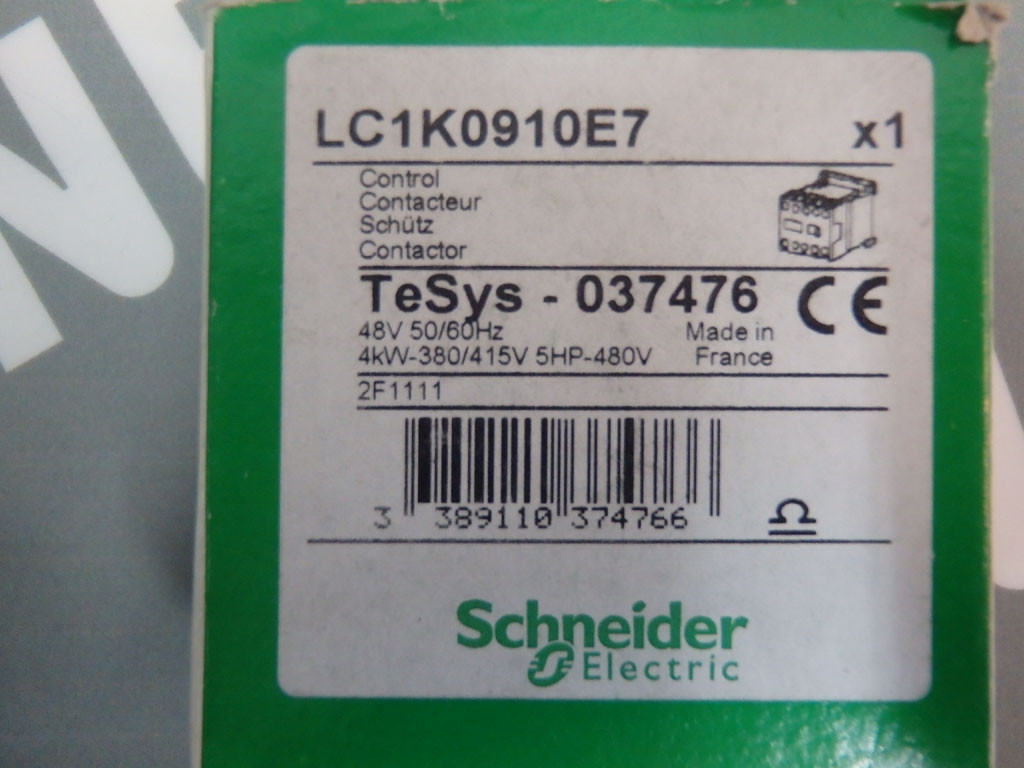 LC1K0910E7 x1
Control
Contacteur
Schütz
Contactor
TeSys - 037476 CE
48V 50/60Hz Made in
4kW-380/415V 5HP-480V France
2F1111
3 389110 374766
Schneider
Electric